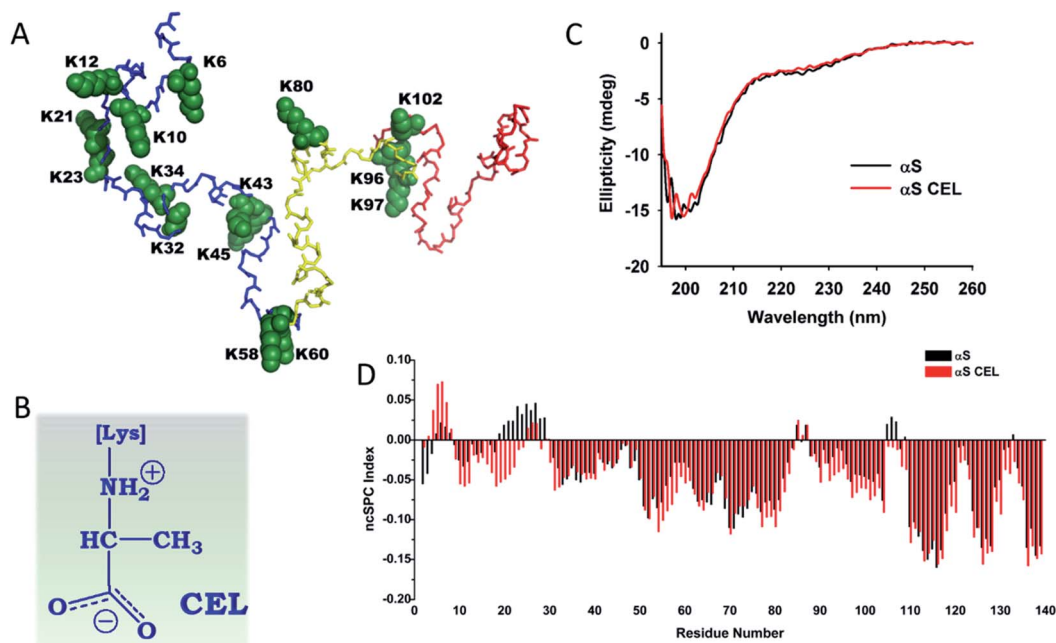 A
K12
K6
K21
K10
K23
K34
K32
K43
K45
K58 K60
K80
K102
K96
K97
B
[Lys]
NH2 +
HC CH3
O
−
O
CEL
C
Ellipticity (mdeg)
0
-5
-10
-15
-20
αS
αS CEL
200 210 220 230 240 250 260
Wavelength (nm)
D
ncSPC Index
0.10
0.05
0.00
-0.05
-0.10
-0.15
-0.20
αS
αS CEL
0 10 20 30 40 50 60 70 80 90 100 110 120 130 140
Residue Number